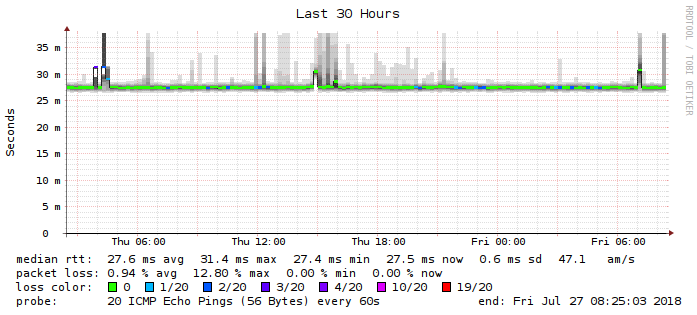 Last 30 Hours
RRDTOOL / TOBI OETIKER
Seconds
35 m
30 m
25 m
20 m
15 m
10 m
5 m
0
Thu 06:00 Thu 12:00 Thu 18:00 Fri 00:00 Fri 06:00
median rtt: 27.6 ms avg 31.4 ms max 27.4 ms min 27.5 ms now 0.6 ms sd 47.1 am/s
packet loss: 0.94 % avg 12.80 % max 0.00 % min 0.00 % now
loss color: 0 1/20 2/20 3/20 4/20 10/20 19/20
probe: 20 ICMP Echo Pings (56 Bytes) every 60s end: Fri Jul 27 08:25:03 2018